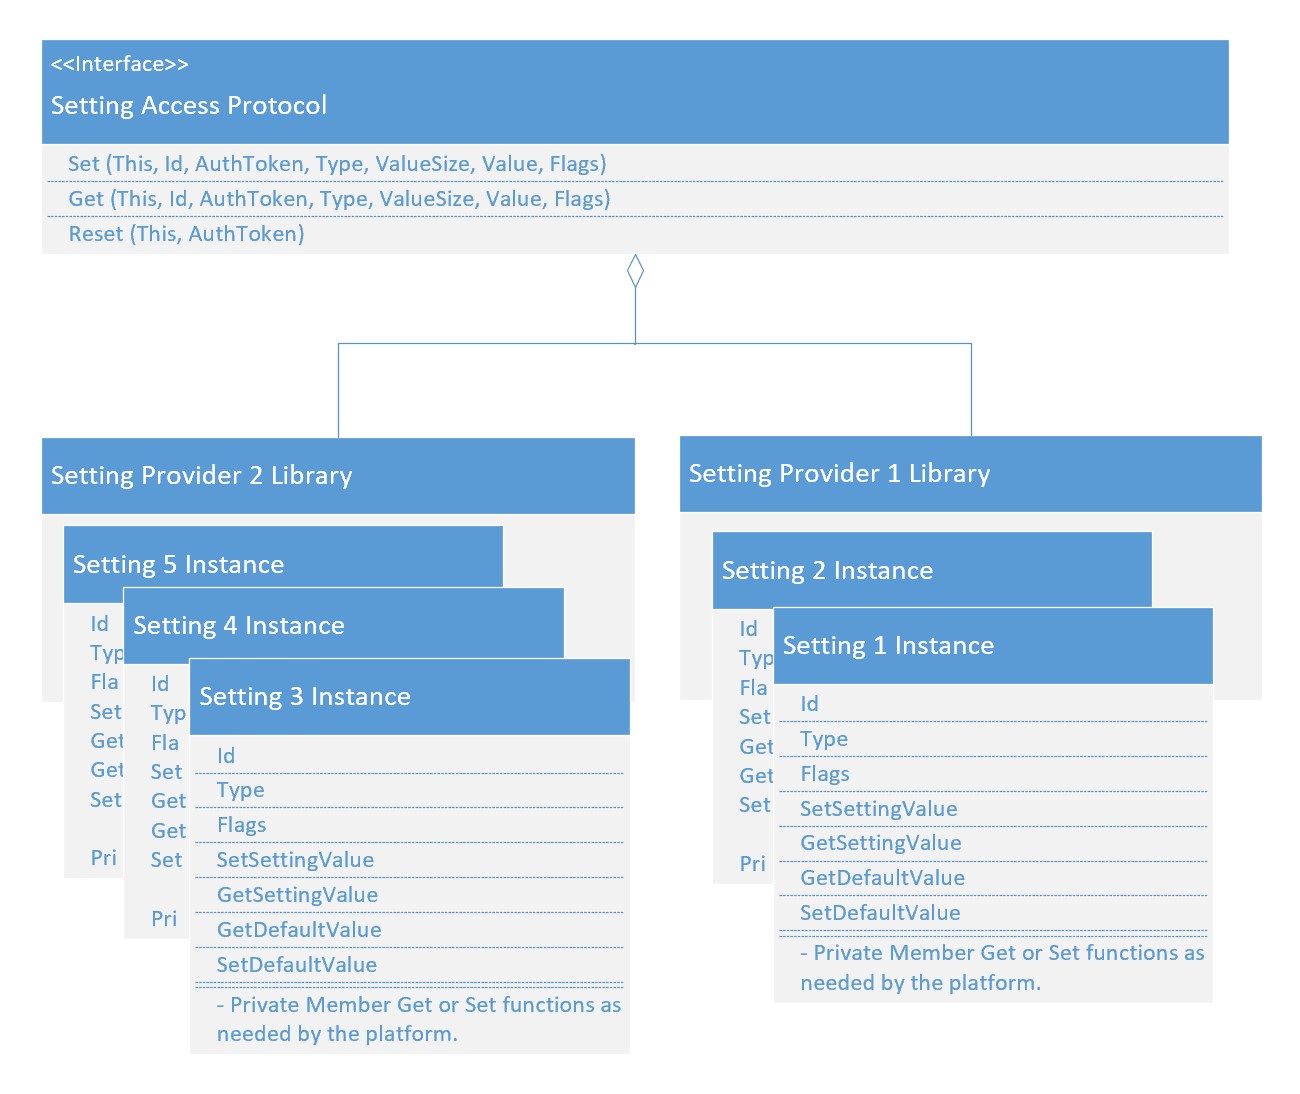 <<Interface>>
Setting Access Protocol
Set (This, Id, AuthToken, Type, ValueSize, Value, Flags)
Get (This, Id, AuthToken, Type, ValueSize, Value, Flags)
Reset (This, AuthToken)
Setting Provider 2 Library
Setting 5 Instance
Id
Typ
Fla
Set
Get
Get
Set
Pri
Setting 4 Instance
Id
Typ
Fla
Set
Get
Get
Set
Pri
Setting 3 Instance
Id
Type
Flags
SetSettingValue
GetSettingValue
GetDefaultValue
SetDefaultValue
- Private Member Get or Set functions as
needed by the platform.
Setting Provider 1 Library
Setting 2 Instance
Id
Typ
Fla
Set
Get
Get
Set
Pri
Setting 1 Instance
Id
Type
Flags
SetSettingValue
GetSettingValue
GetDefaultValue
SetDefaultValue
- Private Member Get or Set functions as
needed by the platform.